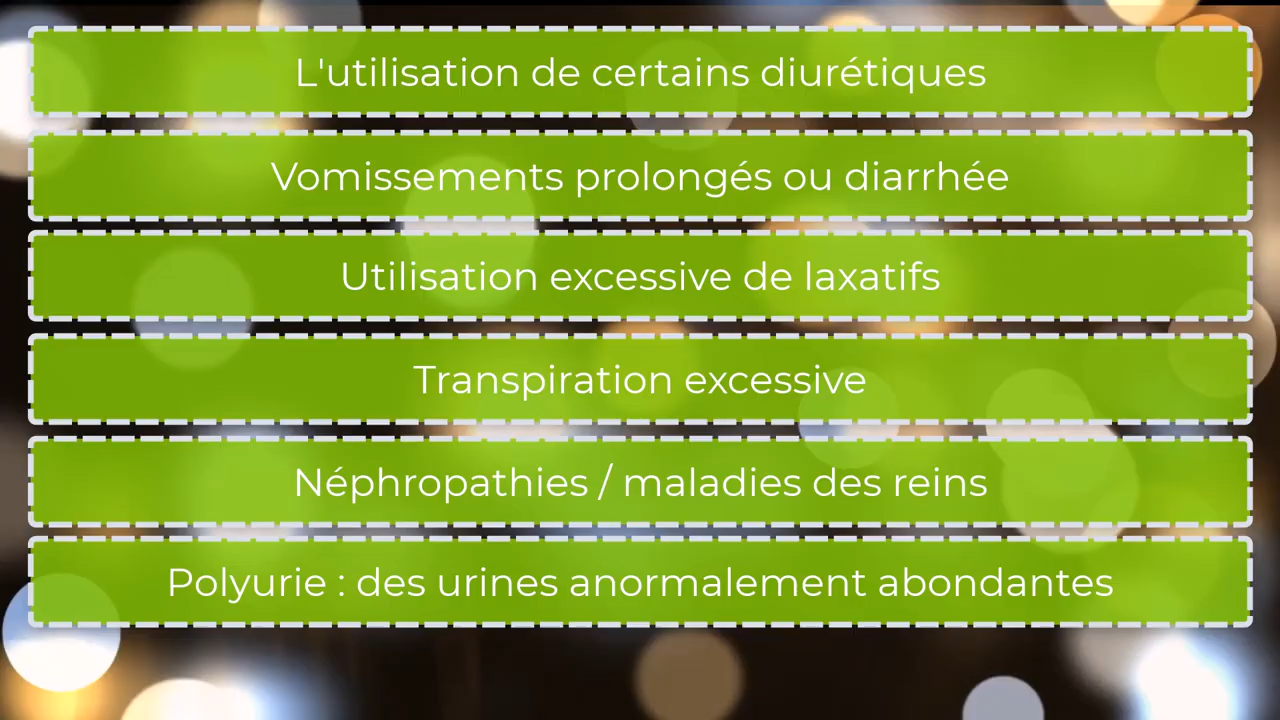 L'utilisation de certains diurétiques
Vomissements prolongés ou diarrhée
Utilisation excessive de laxatifs
Transpiration excessive
Néphropathies / maladies des reins
Polyurie : des urines anormalement abondantes